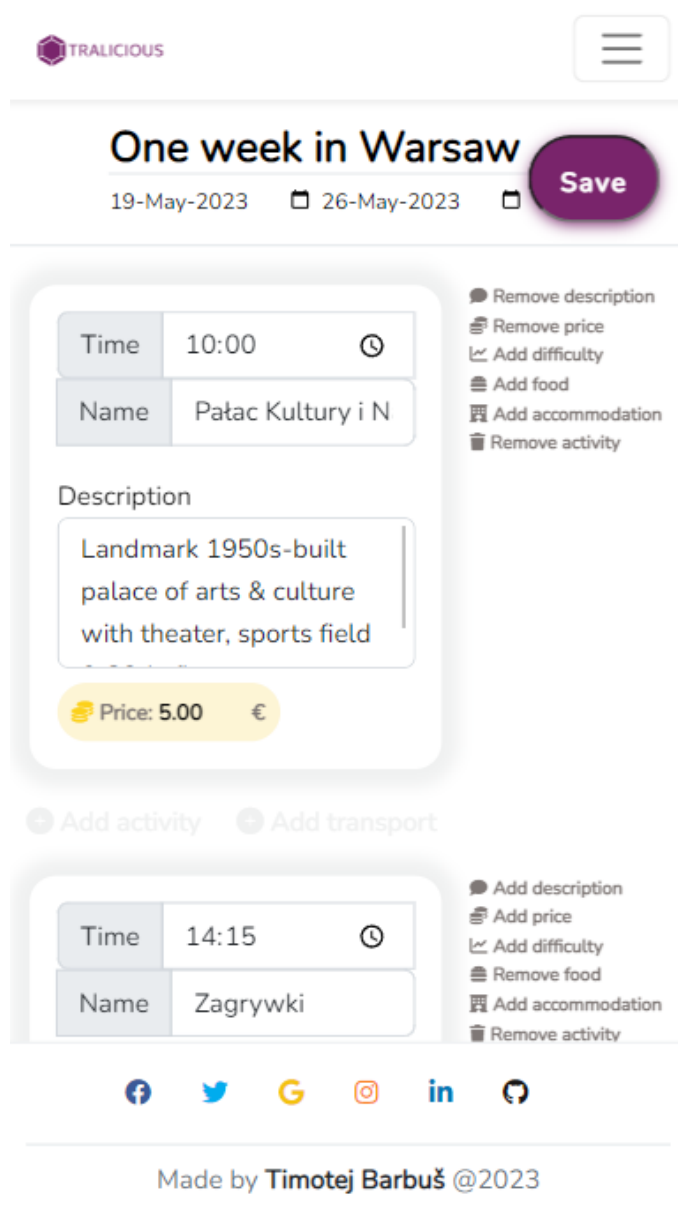 TRALICIOUS
One week in Warsaw
Save
19-May-2023 26-May-2023
Time 10:00
Name Pałac Kultury i N
Description
Landmark 1950s-built
palace of arts & culture
with theater, sports field
Price: 5.00 €
Remove description
Remove price
Add difficulty
Add food
Add accommodation
Remove activity
Add activity Add transport
Time 14:15
Name Zagrywki
Add description
Add price
Add difficulty
Remove food
Add accommodation
Remove activity
Made by Timotej Barbuš @2023